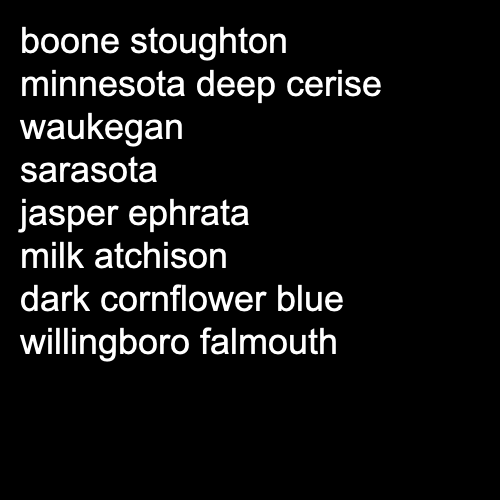 boone stoughton
minnesota deep cerise
waukegan
sarasota
jasper ephrata
milk atchison
dark cornflower blue
willingboro falmouth